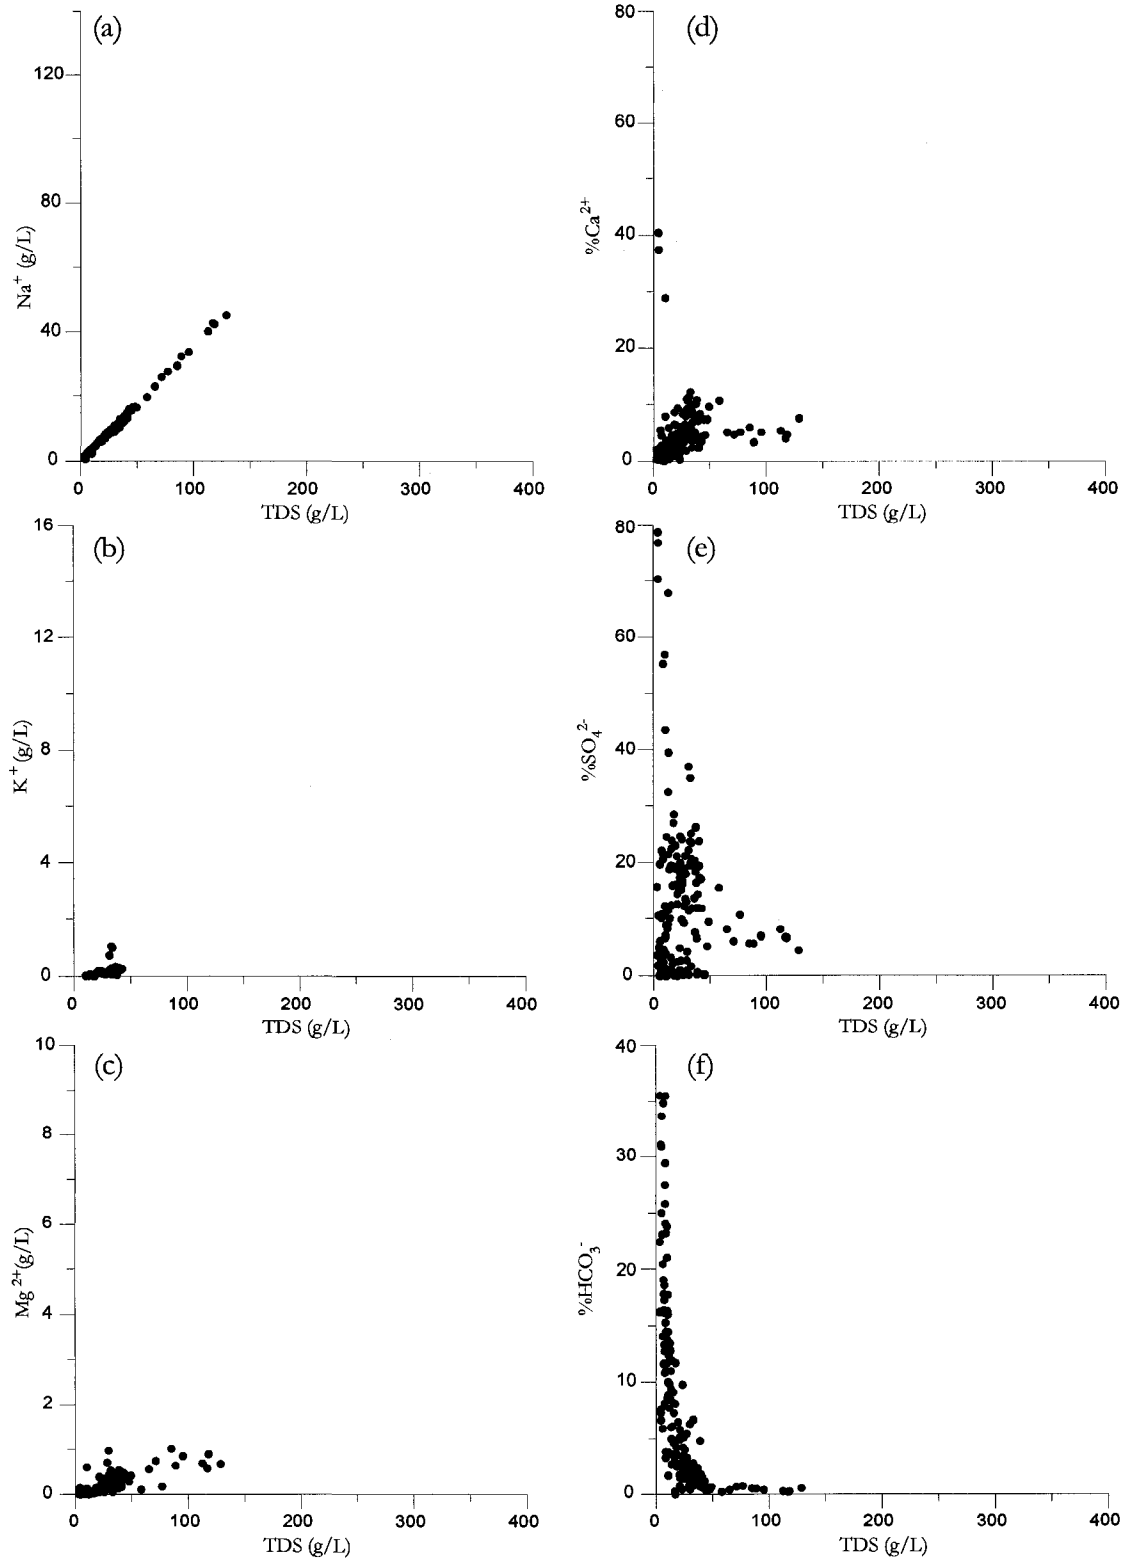 (a)
120
80
40
0
Na+ (g/L)
0 100 200 300 400
TDS (g/L)
(b)
16
12
8
4
0
K+ (g/L)
0 100 200 300 400
TDS (g/L)
(c)
10
8
6
4
2
0
Mg2+ (g/L)
0 100 200 300 400
TDS (g/L)
(d)
80
60
40
20
0
%Ca2+
0 100 200 300 400
TDS (g/L)
(e)
80
60
40
20
0
%SO42-
0 100 200 300 400
TDS (g/L)
(f)
40
30
20
10
0
%HCO3-
0 100 200 300 400
TDS (g/L)